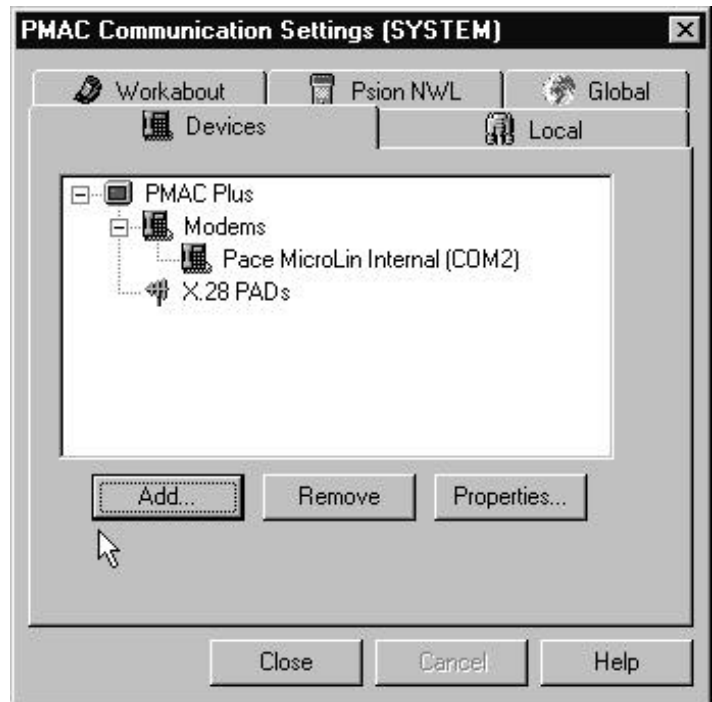 PMAC Communication Settings (SYSTEM)
Workabout Psion NWL Global
Devices Local
PMAC Plus
Modems
Pace MicroLin Internal (COM2)
X.28 PADs
Add... Remove Properties...
Close Cancel Help